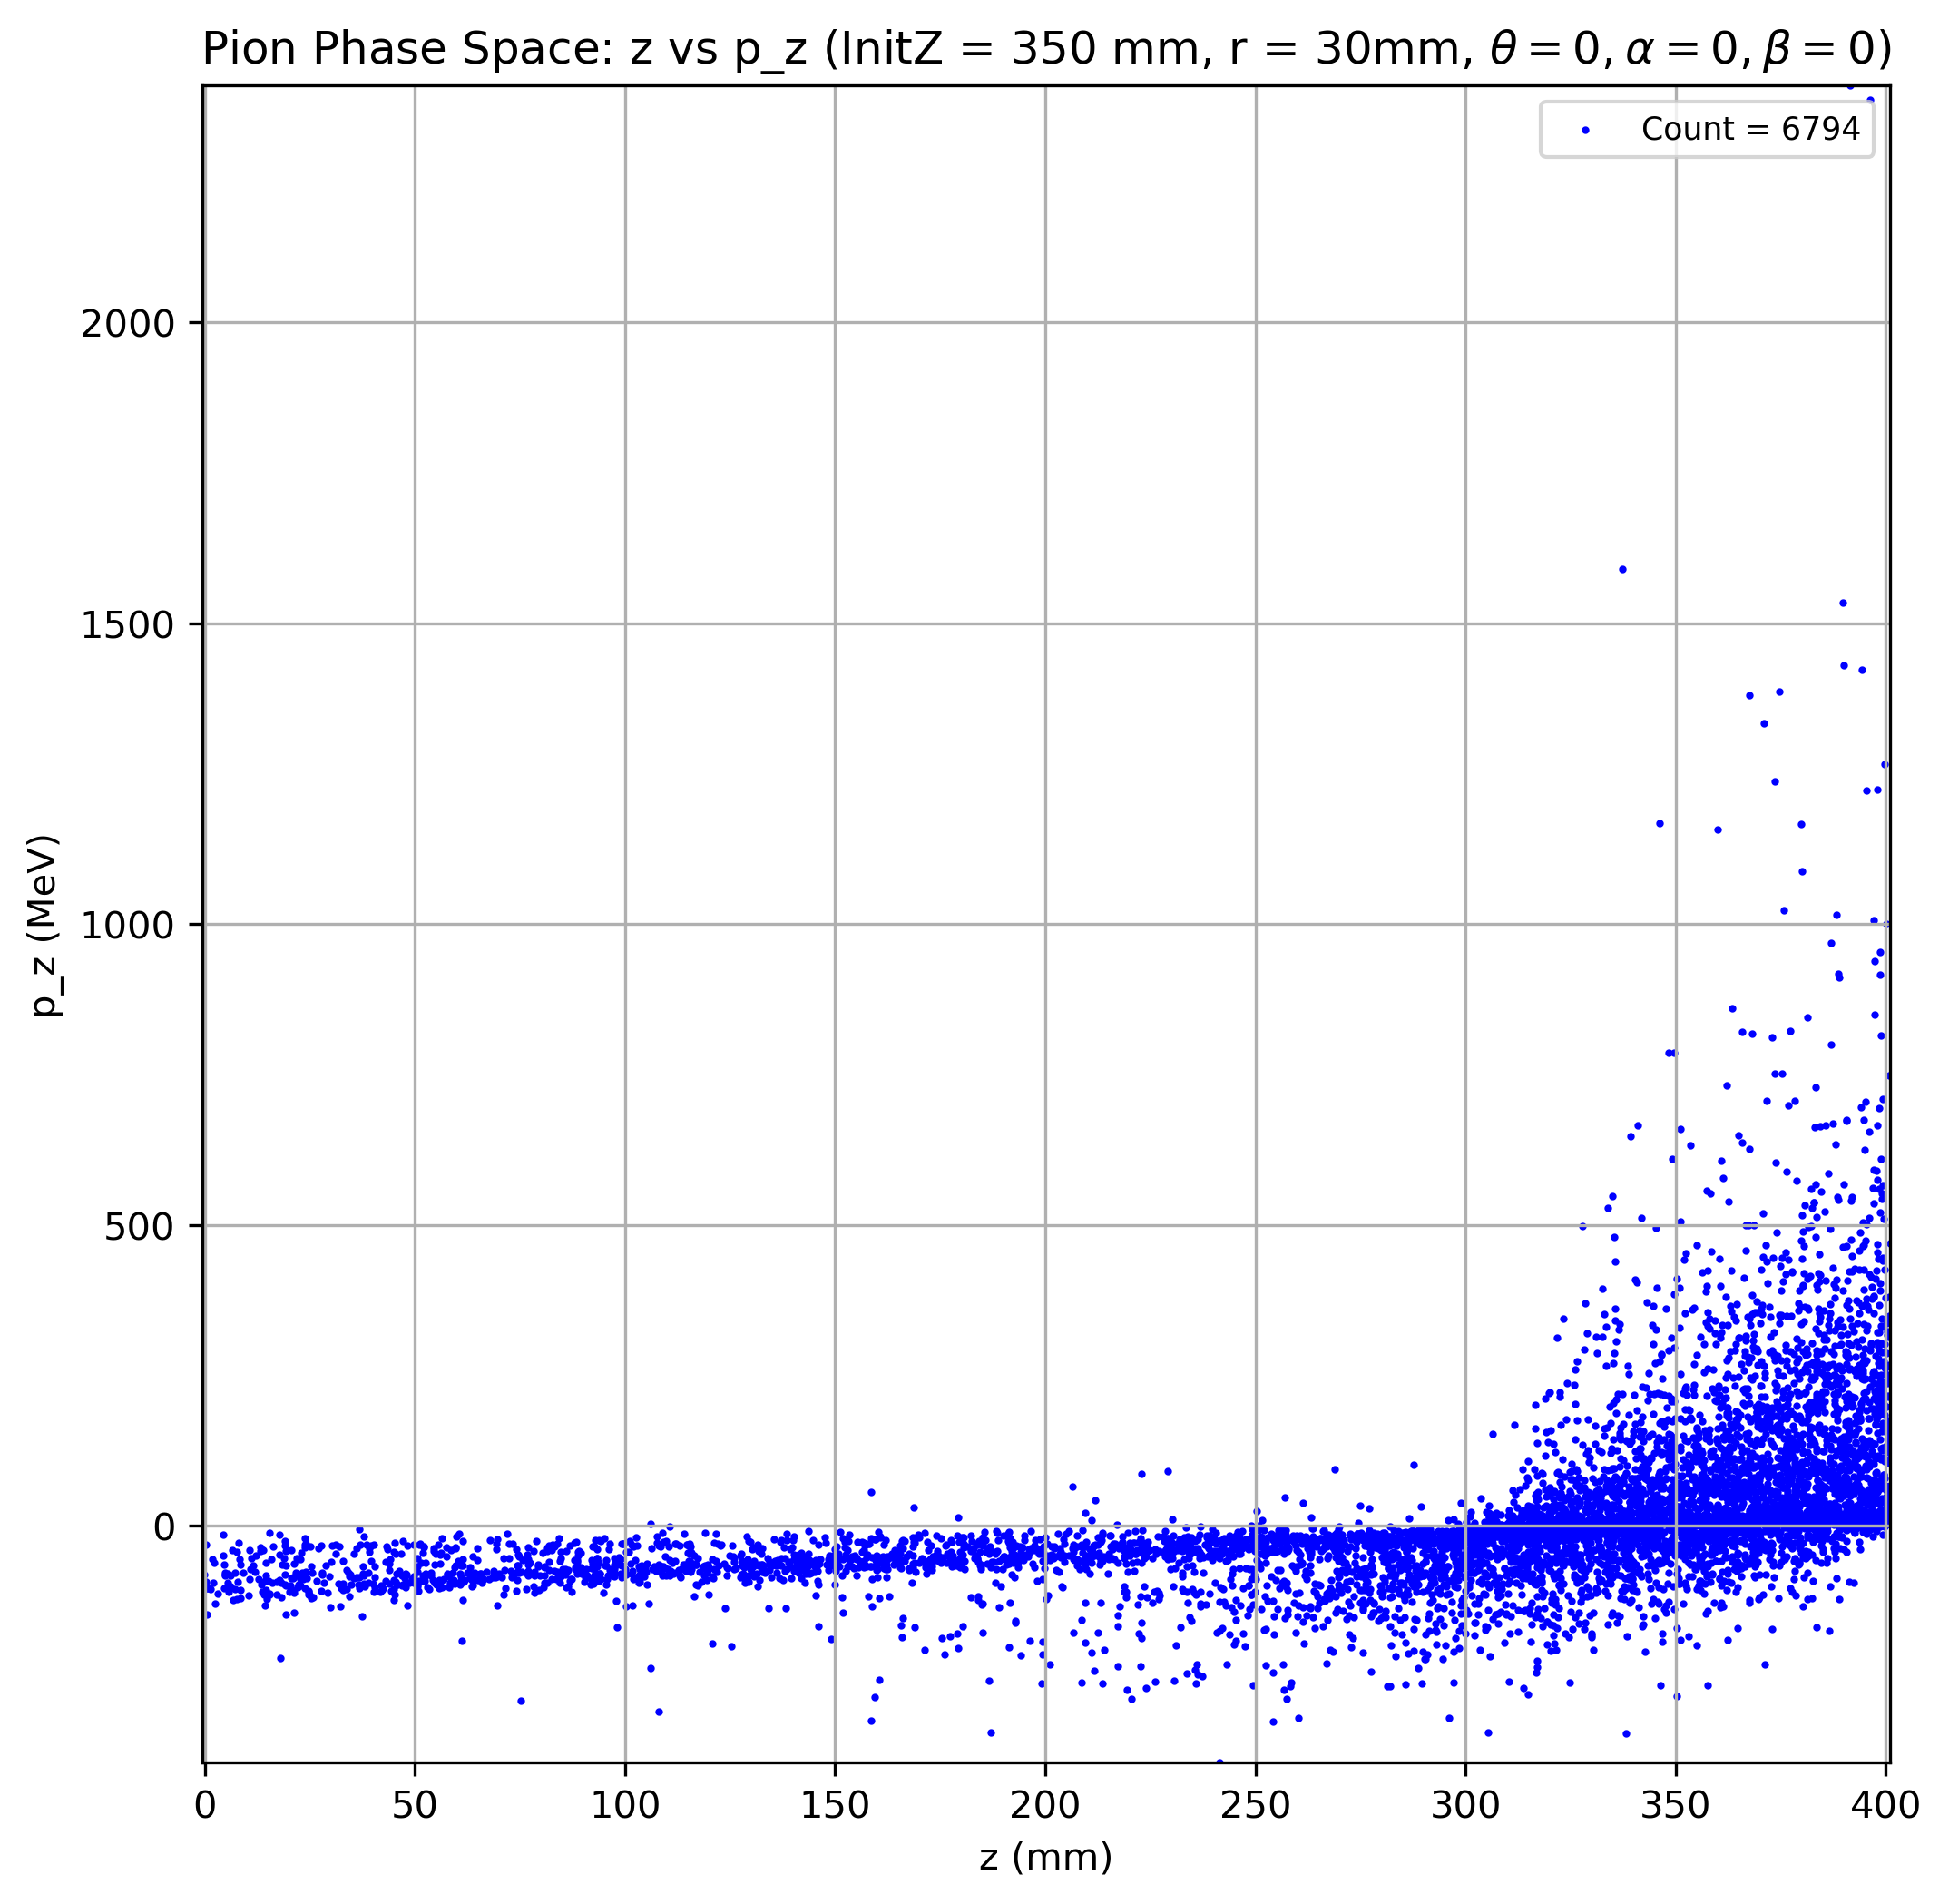 Pion Phase Space: z vs p_z (InitZ = 350 mm, r = 30mm, θ = 0, α = 0, β = 0)
Count = 6794
2000
1500
1000
500
0
p_z (MeV)
0 50 100 150 200 250 300 350 400
z (mm)